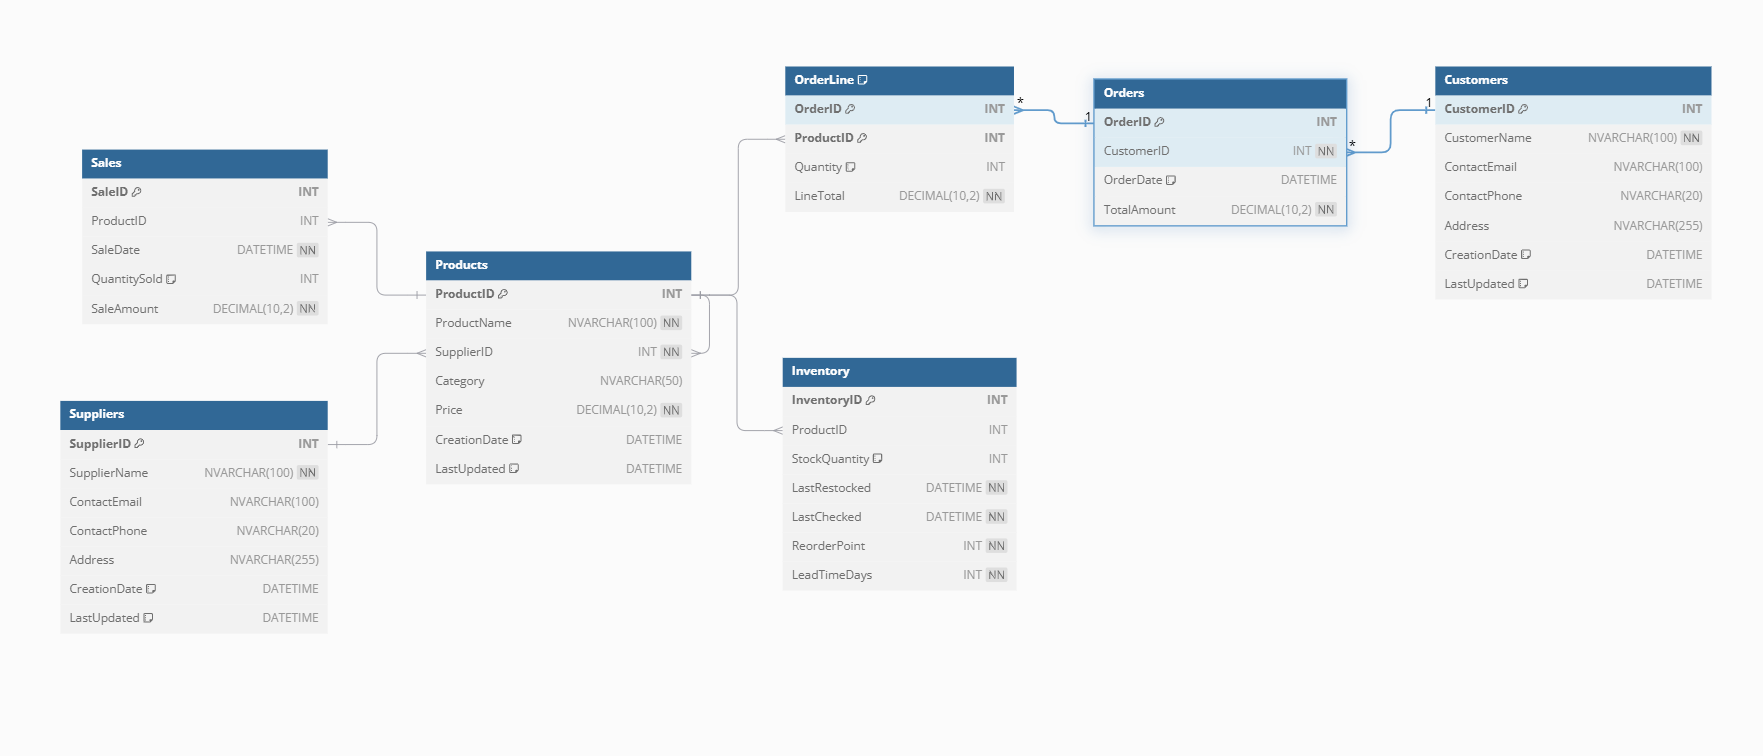 Sales
SaleID INT
ProductID INT
SaleDate DATETIME NN
QuantitySold INT
SaleAmount DECIMAL(10,2) NN
Suppliers
SupplierID INT
SupplierName NVARCHAR(100) NN
ContactEmail NVARCHAR(100)
ContactPhone NVARCHAR(20)
Address NVARCHAR(255)
CreationDate DATETIME
LastUpdated DATETIME
Products
ProductID INT
ProductName NVARCHAR(100) NN
SupplierID INT NN
Category NVARCHAR(50)
Price DECIMAL(10,2) NN
CreationDate DATETIME
LastUpdated DATETIME
OrderLine
OrderID INT
ProductID INT
Quantity INT
LineTotal DECIMAL(10,2) NN
* 1
Inventory
InventoryID INT
ProductID INT
StockQuantity INT
LastRestocked DATETIME NN
LastChecked DATETIME NN
ReorderPoint INT NN
LeadTimeDays INT NN
Orders
OrderID INT
CustomerID INT NN
OrderDate DATETIME
TotalAmount DECIMAL(10,2) NN
* 1
Customers
CustomerID INT
CustomerName NVARCHAR(100) NN
ContactEmail NVARCHAR(100)
ContactPhone NVARCHAR(20)
Address NVARCHAR(255)
CreationDate DATETIME
LastUpdated DATETIME